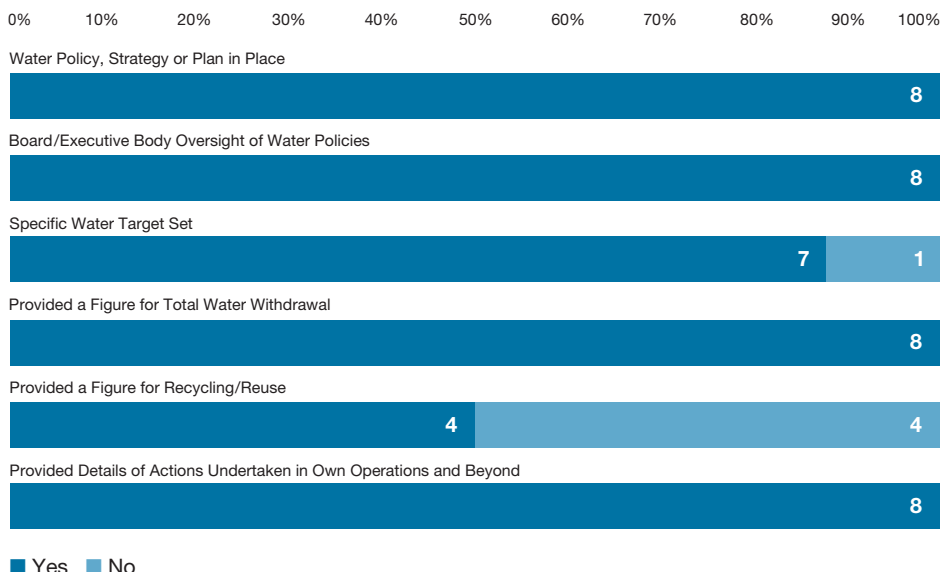 0% 10% 20% 30% 40% 50% 60% 70% 80% 90% 100%
Water Policy, Strategy or Plan in Place
8
Board/Executive Body Oversight of Water Policies
8
Specific Water Target Set
7 1
Provided a Figure for Total Water Withdrawal
8
Provided a Figure for Recycling/Reuse
4 4
Provided Details of Actions Undertaken in Own Operations and Beyond
8
Yes No